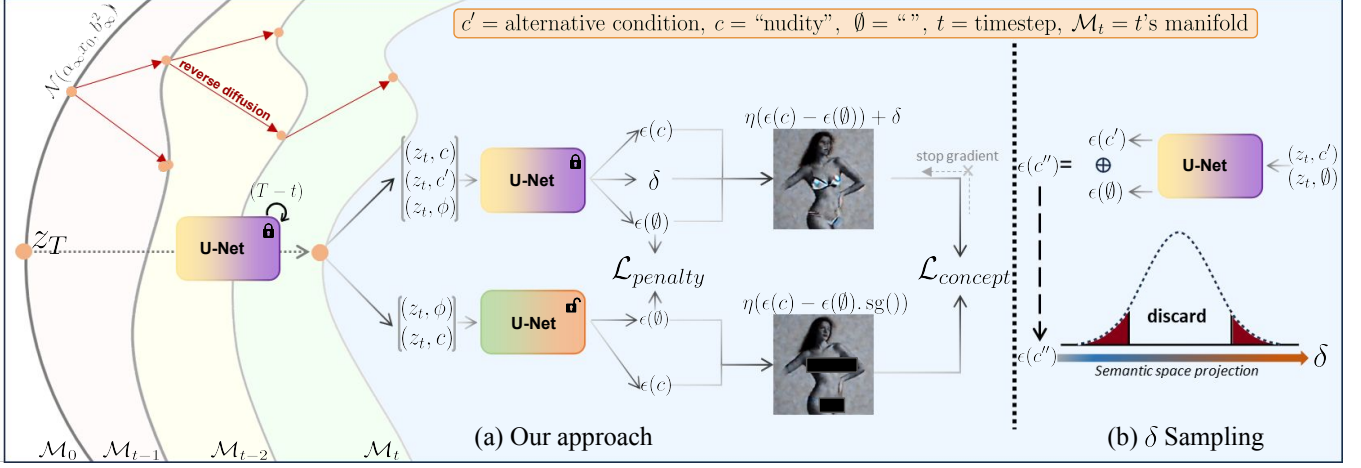 c′ = alternative condition, c = “nudity”, ∅ = “ ”, t = timestep, ℳ_t = t's manifold
𝒩(α_∞x_0, b²_∞)
reverse diffusion
(T − t)
z_T
U-Net
(z_t, c)
(z_t, c′)
(z_t, ϕ)
U-Net
ϵ(c)
δ
ϵ(∅)
η(ϵ(c) − ϵ(∅)) + δ
stop gradient
ℒ_penalty
ℒ_concept
(z_t, ϕ)
(z_t, c)
U-Net
ϵ(∅)
ϵ(c)
η(ϵ(c) − ϵ(∅).sg())
ℳ_0
ℳ_{t−1}
ℳ_{t−2}
ℳ_t
(a) Our approach
ϵ(c″) =
ϵ(c′)
⊕
ϵ(∅)
U-Net
(z_t, c′)
(z_t, ∅)
discard
ϵ(c″)
δ
Semantic space projection
(b) δ Sampling